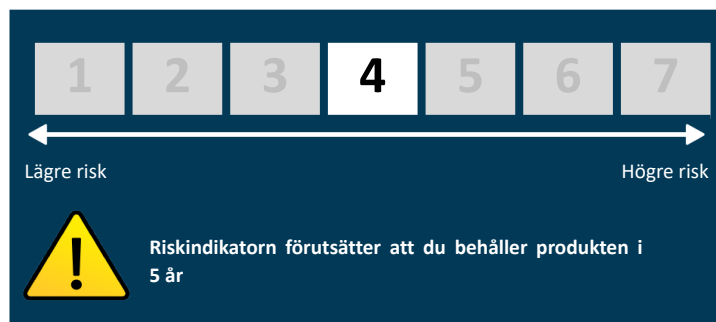 1 2 3 4 5 6 7
Lägre risk Högre risk
Riskindikatorn förutsätter att du behåller produkten i
5 år